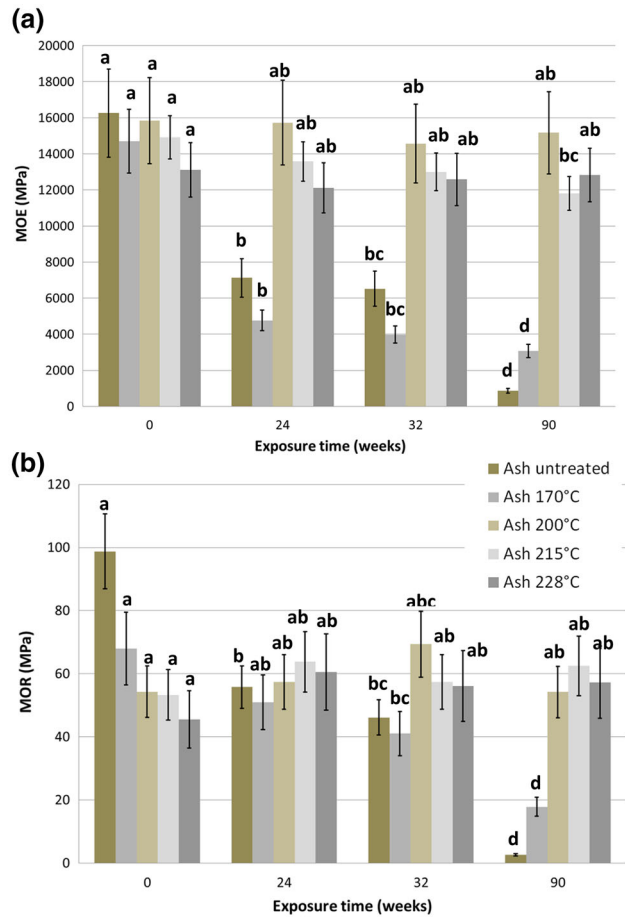 (a)
20000
18000
16000
14000
12000
10000
8000
6000
4000
2000
0
MOE (MPa)
a a a a a
b b ab ab ab
bc bc ab ab ab
d d ab bc ab
0 24 32 90
Exposure time (weeks)
(b)
Ash untreated
Ash 170°C
Ash 200°C
Ash 215°C
Ash 228°C
120
100
80
60
40
20
0
MOR (MPa)
a a a a a
b ab ab ab ab
bc bc abc ab ab
d d ab ab ab
0 24 32 90
Exposure time (weeks)